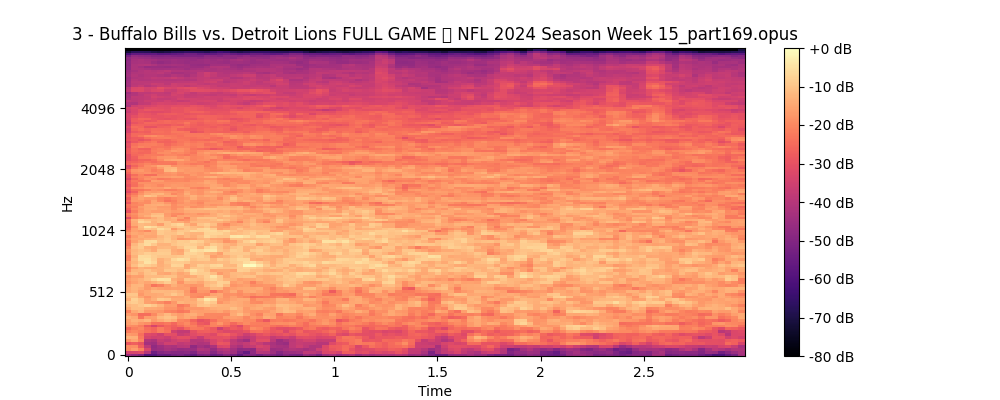 3 - Buffalo Bills vs. Detroit Lions FULL GAME ▯ NFL 2024 Season Week 15_part169.opus
+0 dB
-10 dB
-20 dB
-30 dB
-40 dB
-50 dB
-60 dB
-70 dB
-80 dB
4096
2048
1024
512
0
Hz
0
0.5
1
1.5
2
2.5
Time